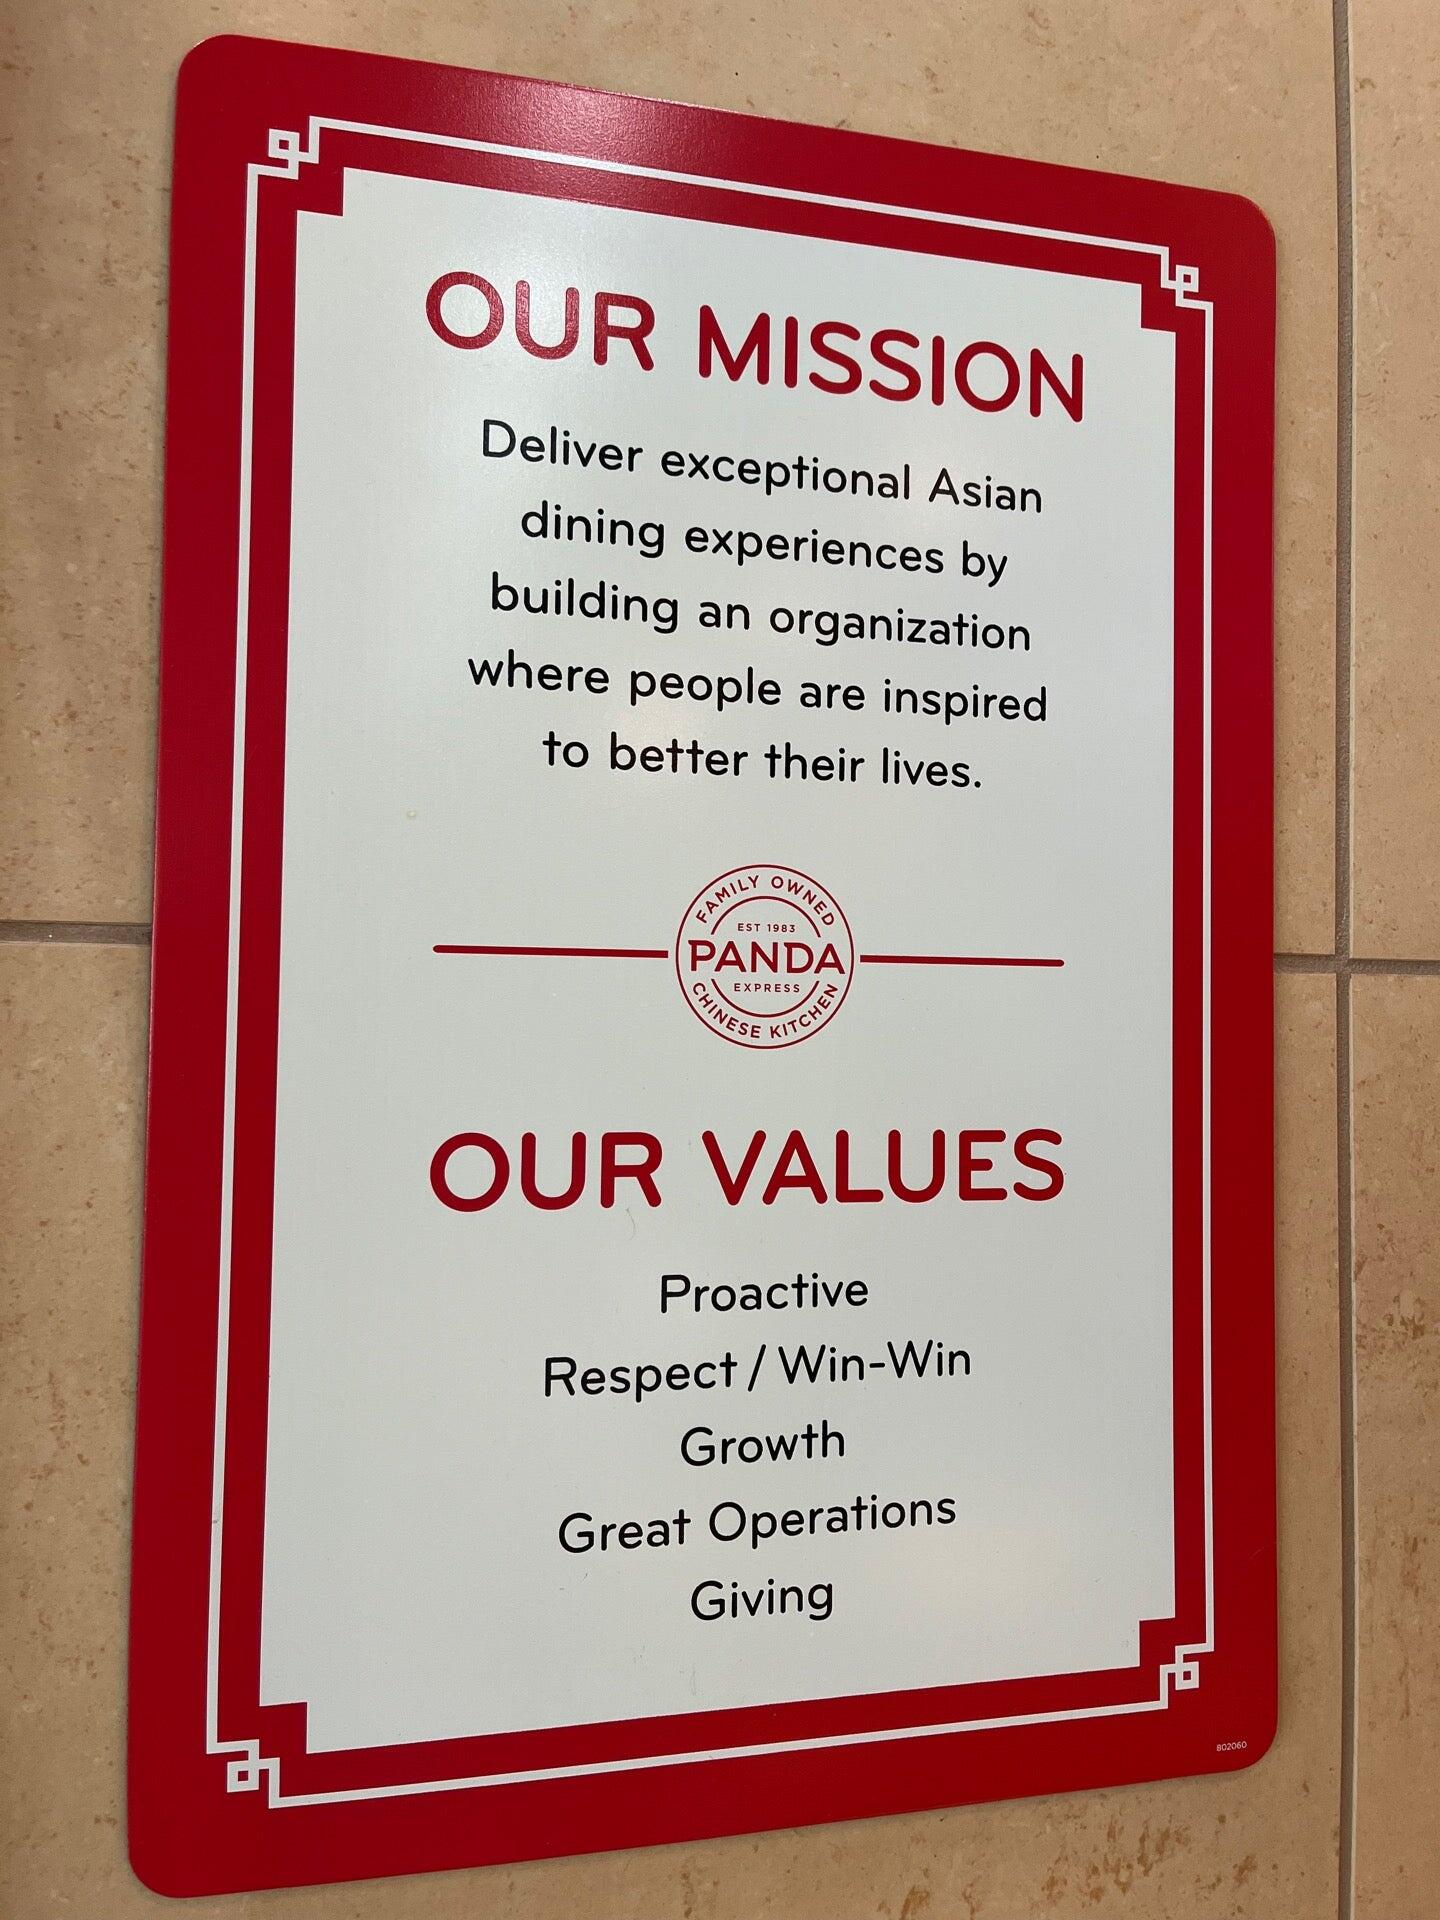 OUR MISSION
Deliver exceptional Asian
dining experiences by
building an organization
where people are inspired
to better their lives.
FAMILY OWNED
EST 1983
PANDA
EXPRESS
CHINESE KITCHEN
OUR VALUES
Proactive
Respect / Win-Win
Growth
Great Operations
Giving
802060